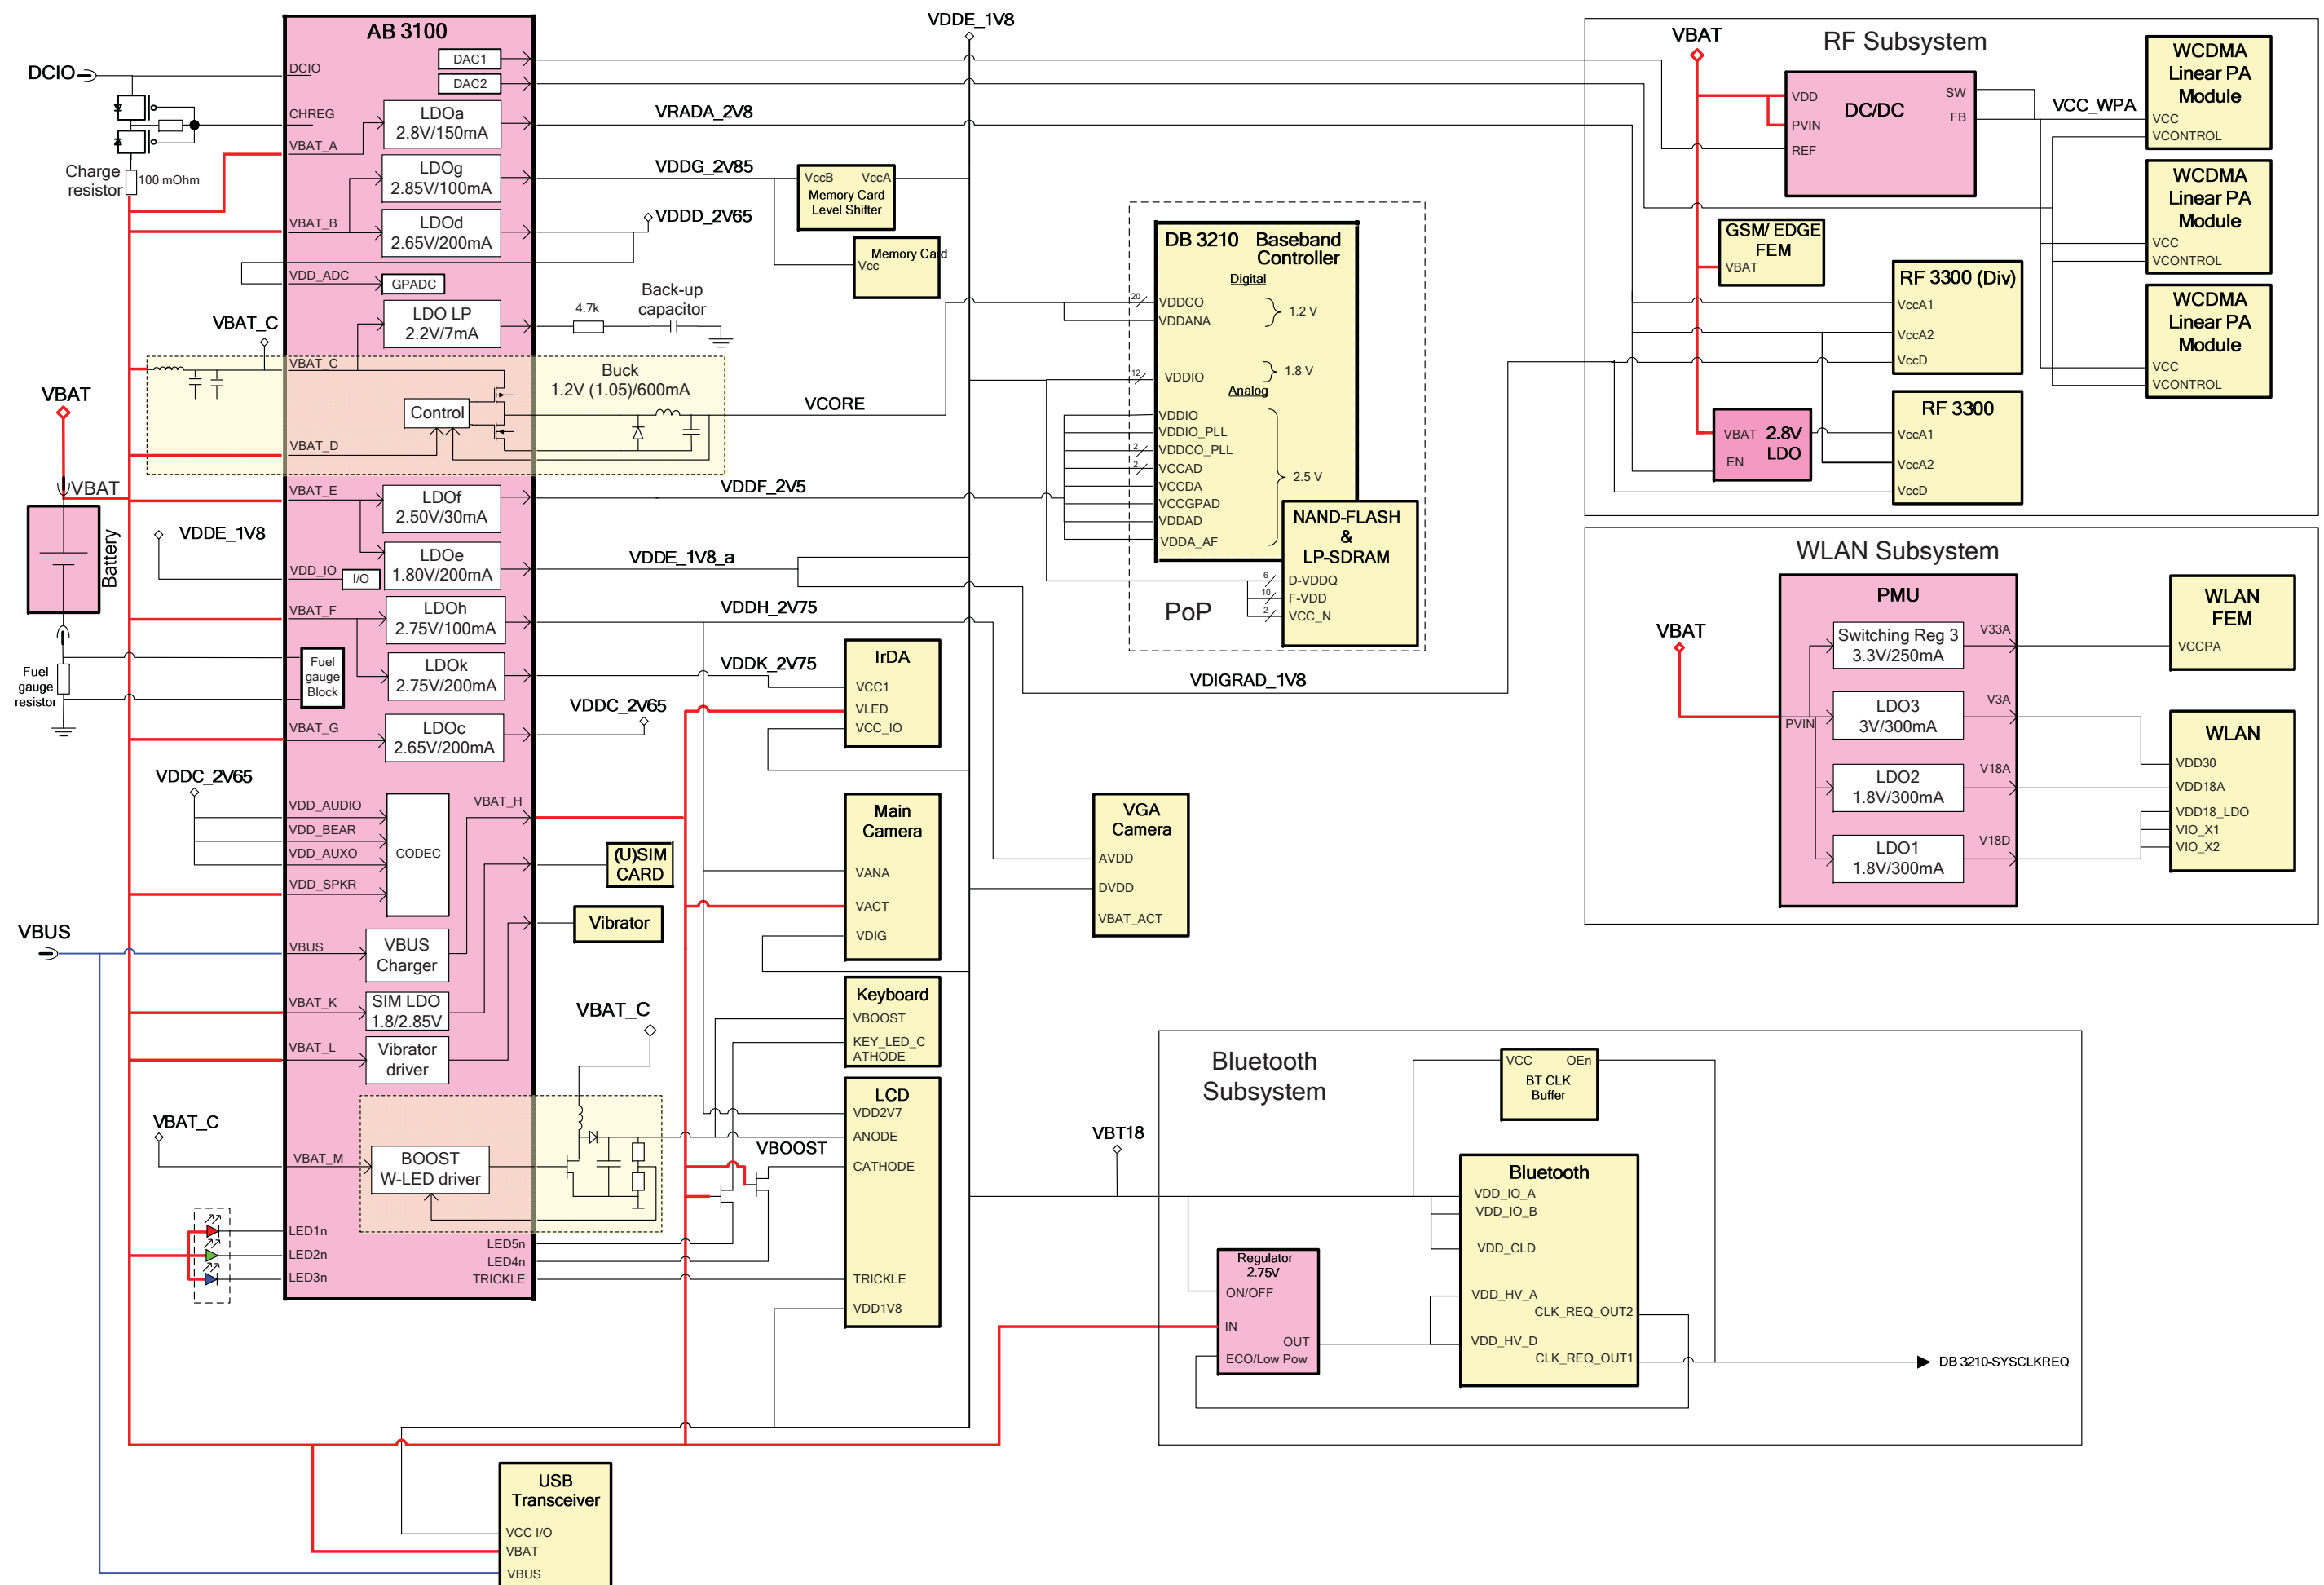 DCIO
Charge
resistor
100 mOhm
VBAT_C
VBAT
VBAT
Battery
VDDE_1V8
Fuel
gauge
resistor
VDDC_2V65
VBUS
VBAT_C
AB 3100
DAC1
DAC2
DCIO
CHREG
VBAT_A
LDOa
2.8V/150mA
LDOg
2.85V/100mA
VBAT_B
LDOd
2.65V/200mA
VDD_ADC
GPADC
LDO LP
2.2V/7mA
VBAT_C
Buck
1.2V (1.05)/600mA
Control
VBAT_D
VBAT_E
LDOf
2.50V/30mA
LDOe
1.80V/200mA
VDD_IO
I/O
VBAT_F
LDOh
2.75V/100mA
Fuel
gauge
Block
LDOk
2.75V/200mA
VBAT_G
LDOc
2.65V/200mA
VDD_AUDIO
VDD_BEAR
VDD_AUXO
VDD_SPKR
CODEC
VBAT_H
VBUS
VBUS
Charger
VBAT_K
SIM LDO
1.8/2.85V
VBAT_L
Vibrator
driver
VBAT_M
BOOST
W-LED driver
LED1n
LED2n
LED3n
LED5n
LED4n
TRICKLE
VDDE_1V8
VRADA_2V8
VDDG_2V85
VDDD_2V65
4.7k
Back-up
capacitor
VCORE
VDDF_2V5
VDDE_1V8_a
VDDH_2V75
VDDK_2V75
VDDC_2V65
VDIGRAD_1V8
VccB
VccA
Memory Card
Level Shifter
Memory Card
Vcc
(U)SIM
CARD
Vibrator
VBAT_C
VBOOST
IrDA
VCC1
VLED
VCC_IO
Main
Camera
VANA
VACT
VDIG
Keyboard
VBOOST
KEY_LED_C
ATHODE
LCD
VDD2V7
ANODE
CATHODE
TRICKLE
VDD1V8
VGA
Camera
AVDD
DVDD
VBAT_ACT
USB
Transceiver
VCC I/O
VBAT
VBUS
DB 3210 Baseband
Controller
Digital
20
VDDCO
VDDANA
1.2 V
12
VDDIO
1.8 V
Analog
VDDIO
VDDIO_PLL
2
VDDCO_PLL
2
VCCAD
VCCDA
VCCGPAD
VDDAD
VDDA_AF
2.5 V
NAND-FLASH
&
LP-SDRAM
6
D-VDDQ
10
F-VDD
2
VCC_N
PoP
RF Subsystem
VBAT
VDD
PVIN
REF
DC/DC
SW
FB
VCC_WPA
WCDMA
Linear PA
Module
VCC
VCONTROL
WCDMA
Linear PA
Module
VCC
VCONTROL
WCDMA
Linear PA
Module
VCC
VCONTROL
GSM/ EDGE
FEM
VBAT
RF 3300 (Div)
VccA1
VccA2
VccD
VBAT 2.8V
LDO
EN
RF 3300
VccA1
VccA2
VccD
WLAN Subsystem
VBAT
PMU
PVIN
Switching Reg 3
3.3V/250mA
V33A
LDO3
3V/300mA
V3A
LDO2
1.8V/300mA
V18A
LDO1
1.8V/300mA
V18D
WLAN
FEM
VCCPA
WLAN
VDD30
VDD18A
VDD18_LDO
VIO_X1
VIO_X2
Bluetooth
Subsystem
VBT18
VCC
OEn
BT CLK
Buffer
Regulator
2.75V
ON/OFF
IN
OUT
ECO/Low Pow
Bluetooth
VDD_IO_A
VDD_IO_B
VDD_CLD
VDD_HV_A
CLK_REQ_OUT2
VDD_HV_D
CLK_REQ_OUT1
DB 3210-SYSCLKREQ